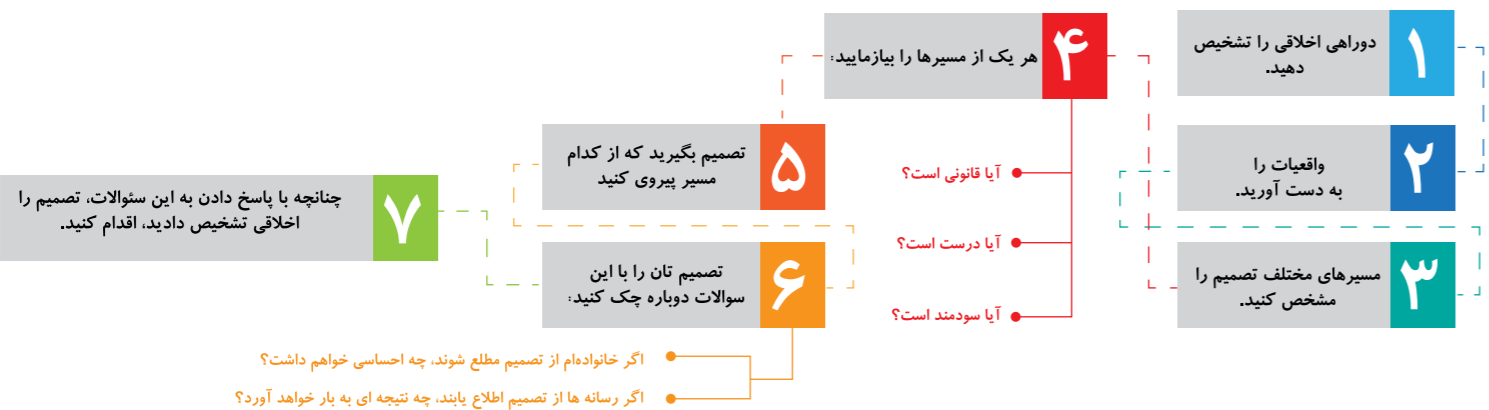 ۱
دوراهی اخلاقی را تشخیص
دهید.
۲
واقعیات را
به دست آورید.
۳
مسیرهای مختلف تصمیم را
مشخص کنید.
۴
هر یک از مسیرها را بیازمایید:
آیا قانونی است؟
آیا درست است؟
آیا سودمند است؟
۵
تصمیم بگیرید که از کدام
مسیر پیروی کنید
۶
تصمیم تان را با این
سوالات دوباره چک کنید:
اگر خانواده‌ام از تصمیم مطلع شوند، چه احساسی خواهم داشت؟
اگر رسانه ها از تصمیم اطلاع یابند، چه نتیجه ای به بار خواهد آورد؟
۷
چنانچه با پاسخ دادن به این سئوالات، تصمیم را
اخلاقی تشخیص دادید، اقدام کنید.